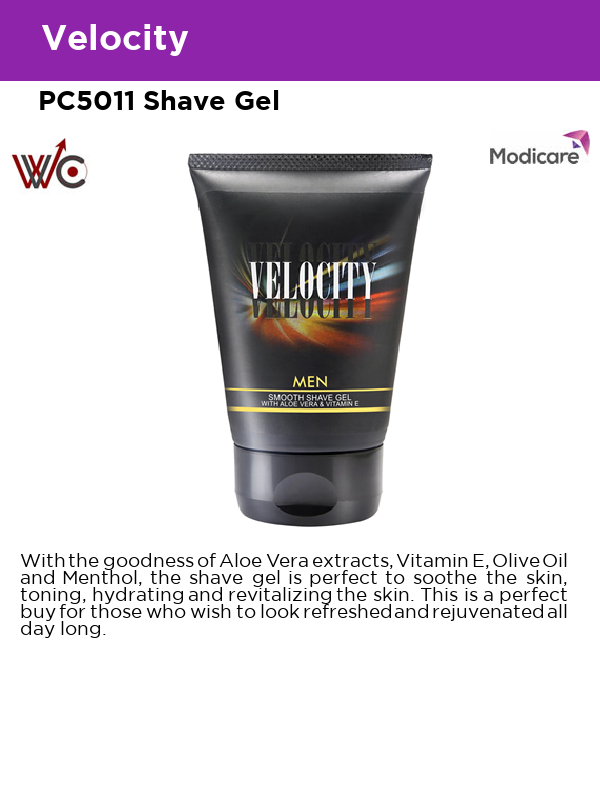 Velocity
PC5011 Shave Gel
WC
Modicare
VELOCITY
VELOCITY
VELOCITY
MEN
SMOOTH SHAVE GEL
WITH ALOE VERA & VITAMIN E
With the goodness of Aloe Vera extracts, Vitamin E, Olive Oil
and Menthol, the shave gel is perfect to soothe the skin,
toning, hydrating and revitalizing the skin. This is a perfect
buy for those who wish to look refreshed and rejuvenated all
day long.